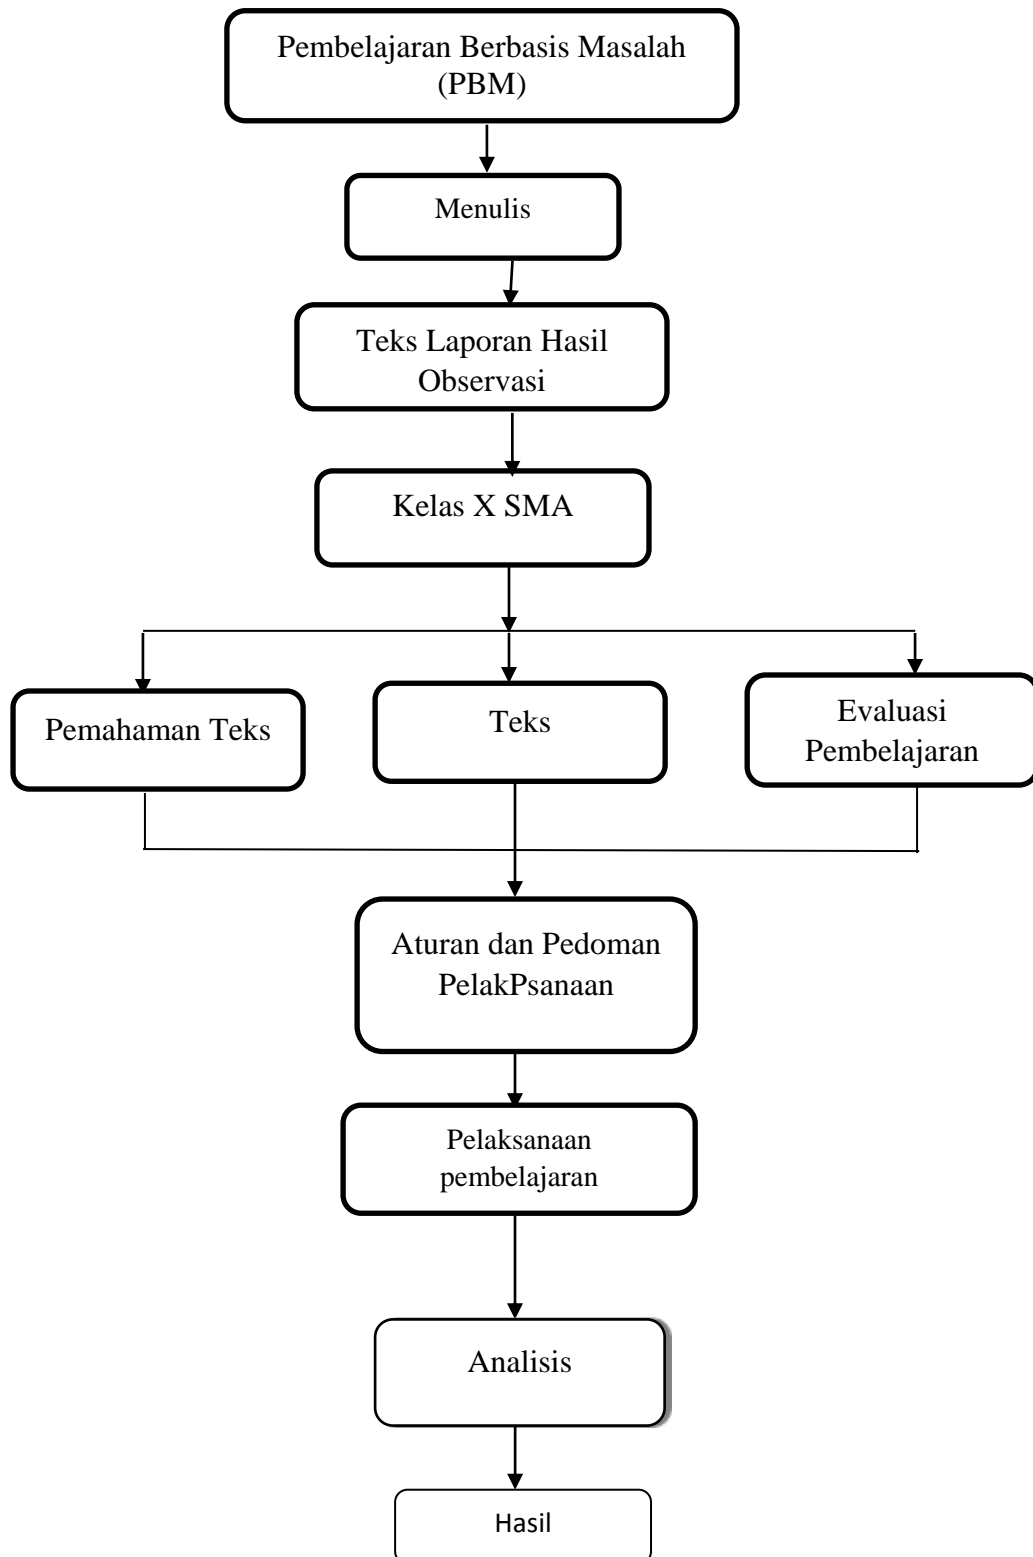 Pembelajaran Berbasis Masalah
(PBM)
Menulis
Teks Laporan Hasil
Observasi
Kelas X SMA
Pemahaman Teks
Teks
Evaluasi
Pembelajaran
Aturan dan Pedoman
PelakPsanaan
Pelaksanaan
pembelajaran
Analisis
Hasil